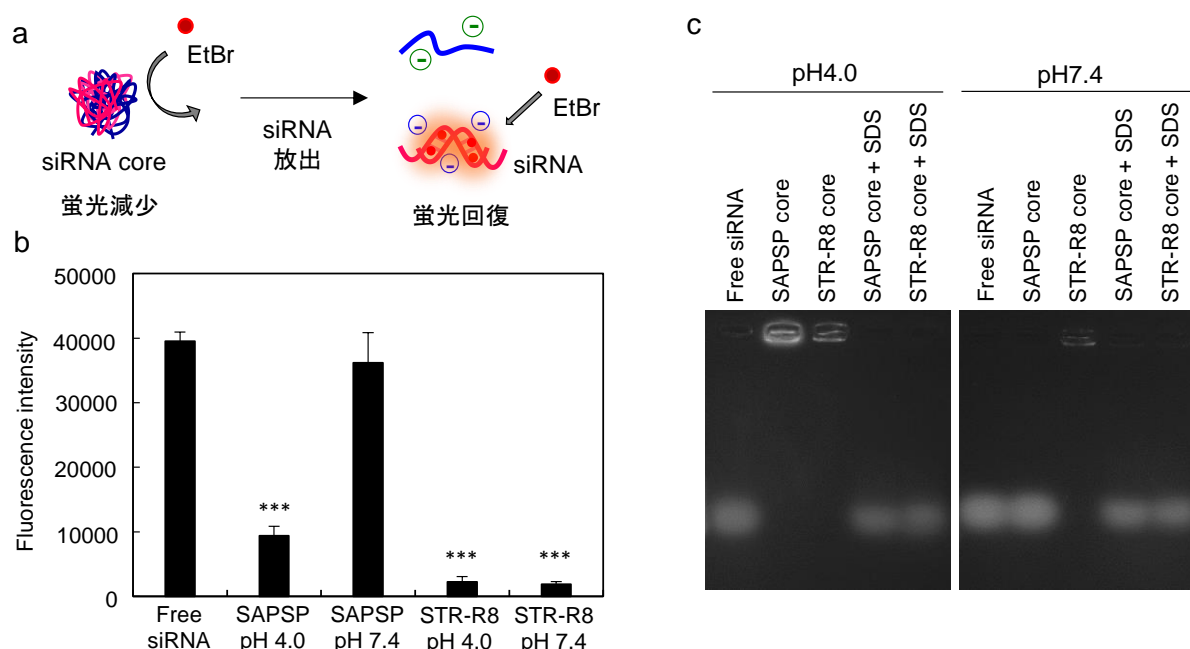 a
EtBr
siRNA core
蛍光減少
siRNA
放出
EtBr
siRNA
蛍光回復
b
Fluorescence intensity
50000
40000
30000
20000
10000
0
***
***
***
Free
siRNA
SAPSP
pH 4.0
SAPSP
pH 7.4
STR-R8
pH 4.0
STR-R8
pH 7.4
c
pH4.0
Free siRNA
SAPSP core
STR-R8 core
SAPSP core + SDS
STR-R8 core + SDS
pH7.4
Free siRNA
SAPSP core
STR-R8 core
SAPSP core + SDS
STR-R8 core + SDS